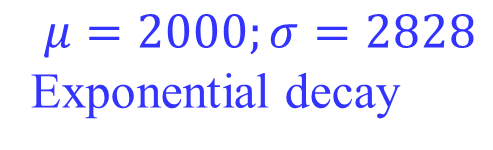 μ = 2000; σ = 2828
Exponential decay